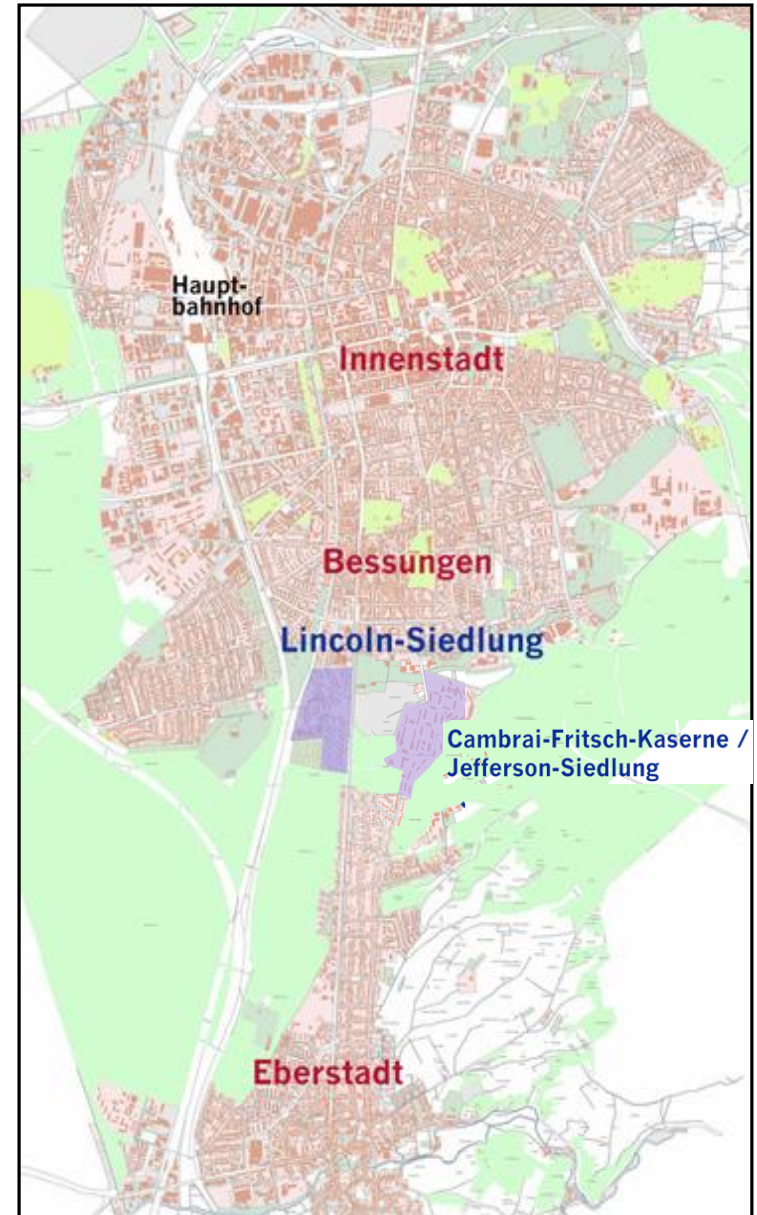 Haupt-
bahnhof
Innenstadt
Bessungen
Lincoln-Siedlung
Cambrai-Fritsch-Kaserne /
Jefferson-Siedlung
Eberstadt